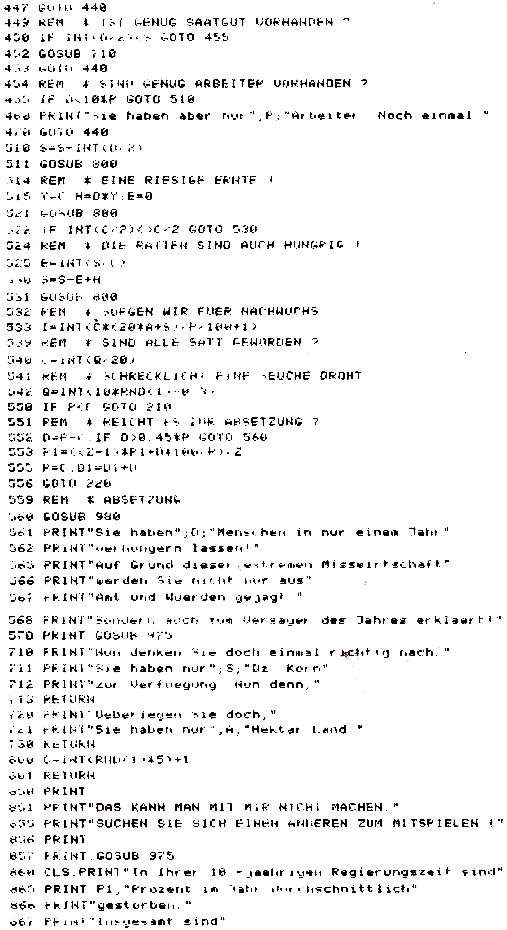 447 GOTO 440
449 REM * IST GENUG SAATGUT VORHANDEN ?
450 IF INT(D/2)<S GOTO 455
452 GOSUB 710
453 GOTO 440
454 REM * SIND GENUG ARBEITER VORHANDEN ?
455 IF D<10*P GOTO 510
460 PRINT"Sie haben aber nur";P;"Arbeiter. Noch einmal."
470 GOTO 440
510 S=S-INT(D/2)
511 GOSUB 800
514 REM * EINE RIESIGE ERNTE !
515 Y=C:H=D*Y:E=0
521 GOSUB 800
522 IF INT(C/2)<>C/2 GOTO 530
524 REM * DIE RATTEN SIND AUCH HUNGRIG !
525 E=INT(S/C)
530 S=S-E+H
531 GOSUB 800
532 REM * SORGEN WIR FUER NACHWUCHS
533 I=INT(C*(20*A+S)/P/100+1)
539 REM * SIND ALLE SATT GEWORDEN ?
540 C=INT(Q/20)
541 REM * SCHRECKLICH! EINE SEUCHE DROHT
542 Q=INT(10*RND(1)-0.3)
550 IF P<C GOTO 210
551 REM * REICHT ES ZUR ABSETZUNG ?
552 D=P-C:IF D>0.45*P GOTO 560
553 P1=((Z-1)*P1+D*100/P)/Z
555 P=C:D1=D1+D
556 GOTO 220
559 REM * ABSETZUNG
560 GOSUB 980
561 PRINT"Sie haben";D;"Menschen in nur einem Jahr"
562 PRINT"verhungern lassen!"
565 PRINT"Auf Grund dieser extremen Misswirtschaft"
566 PRINT"werden Sie nicht nur aus"
567 PRINT"Amt und Wuerden gejagt,"
568 PRINT"Sondern auch zum Versager des Jahres erklaert!"
570 PRINT:GOSUB 975
710 PRINT"Nun denken Sie doch einmal richtig nach."
711 PRINT"Sie haben nur";S;"Dz. Korn"
712 PRINT"zur Verfuegung. Nun denn,"
713 RETURN
720 PRINT"Ueberlegen Sie doch,"
721 PRINT"Sie haben nur";A;"Hektar Land."
730 RETURN
800 C=INT(RND(1)*5)+1
801 RETURN
850 PRINT
851 PRINT"DAS KANN MAN MIT MIR NICHT MACHEN."
855 PRINT"SUCHEN SIE SICH EINEN ANDEREN ZUM MITSPIELEN !"
856 PRINT
857 PRINT:GOSUB 975
860 CLS:PRINT"In Ihrer 10 -jaehrigen Regierungszeit sind"
865 PRINT P1;"Prozent im Jahr durchschnittlich"
866 PRINT"gestorben."
867 PRINT"Insgesamt sind"